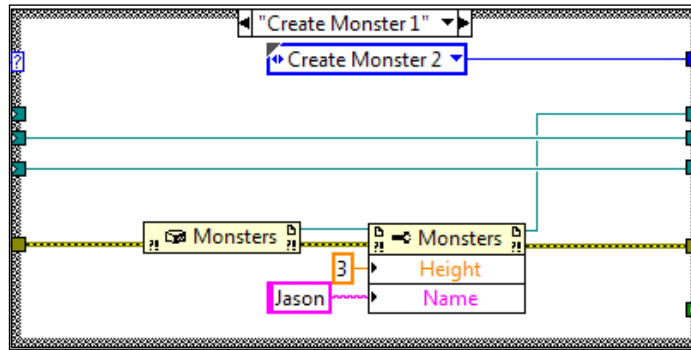 "Create Monster 1"
Create Monster 2
?
Monsters
Monsters
3
Height
Jason
Name